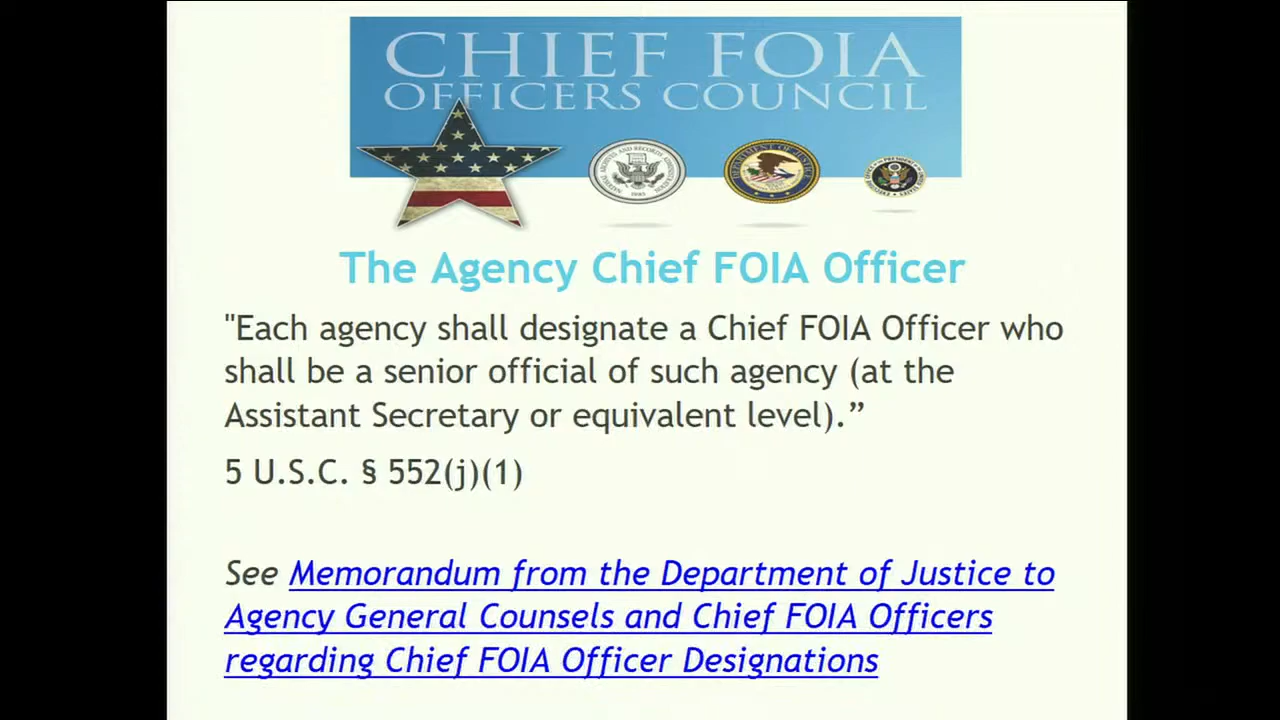 CHIEF FOIA
OFFICERS COUNCIL
The Agency Chief FOIA Officer
"Each agency shall designate a Chief FOIA Officer who
shall be a senior official of such agency (at the
Assistant Secretary or equivalent level).”
5 U.S.C. § 552(j)(1)
See Memorandum from the Department of Justice to
Agency General Counsels and Chief FOIA Officers
regarding Chief FOIA Officer Designations